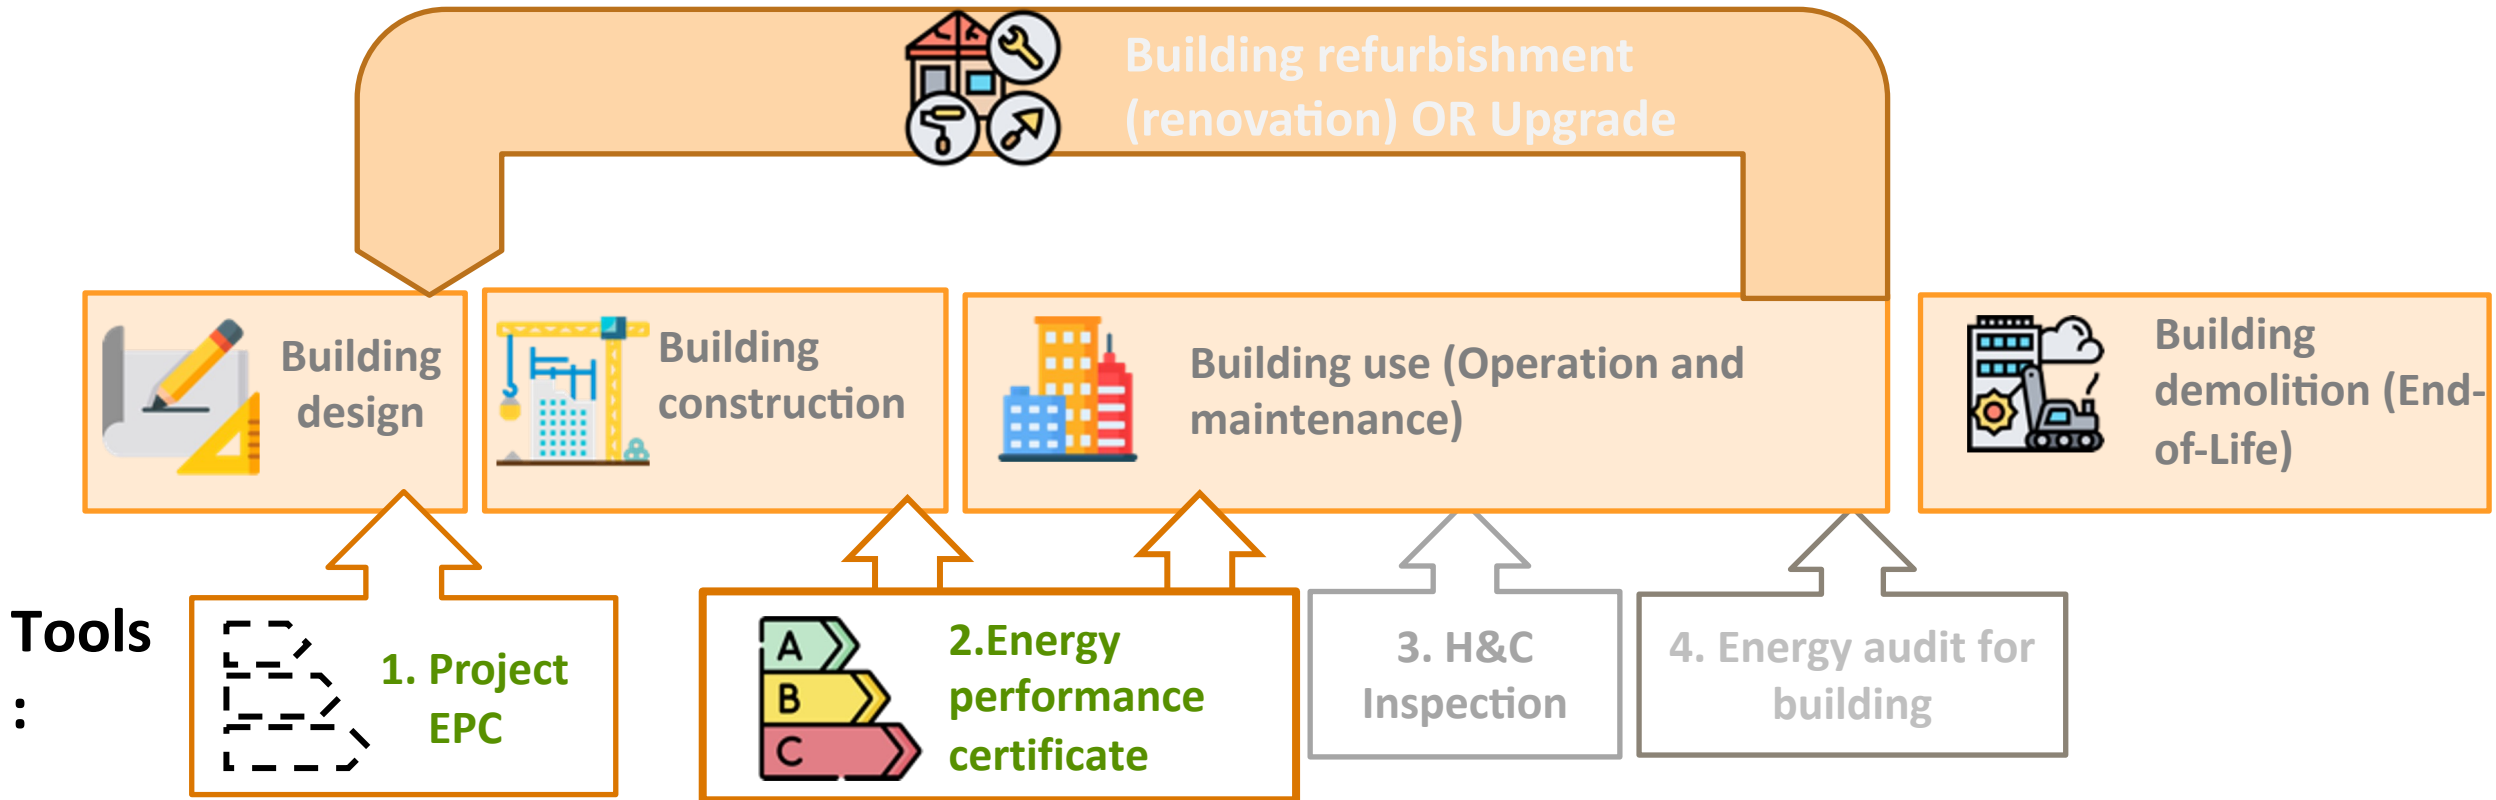 Building refurbishment
(renovation) OR Upgrade
Building
design
Building
construction
Building use (Operation and
maintenance)
Building
demolition (End-
of-Life)
Tools
:
1. Project
EPC
A
B
C
2.Energy
performance
certificate
3. H&C
Inspection
4. Energy audit for
building